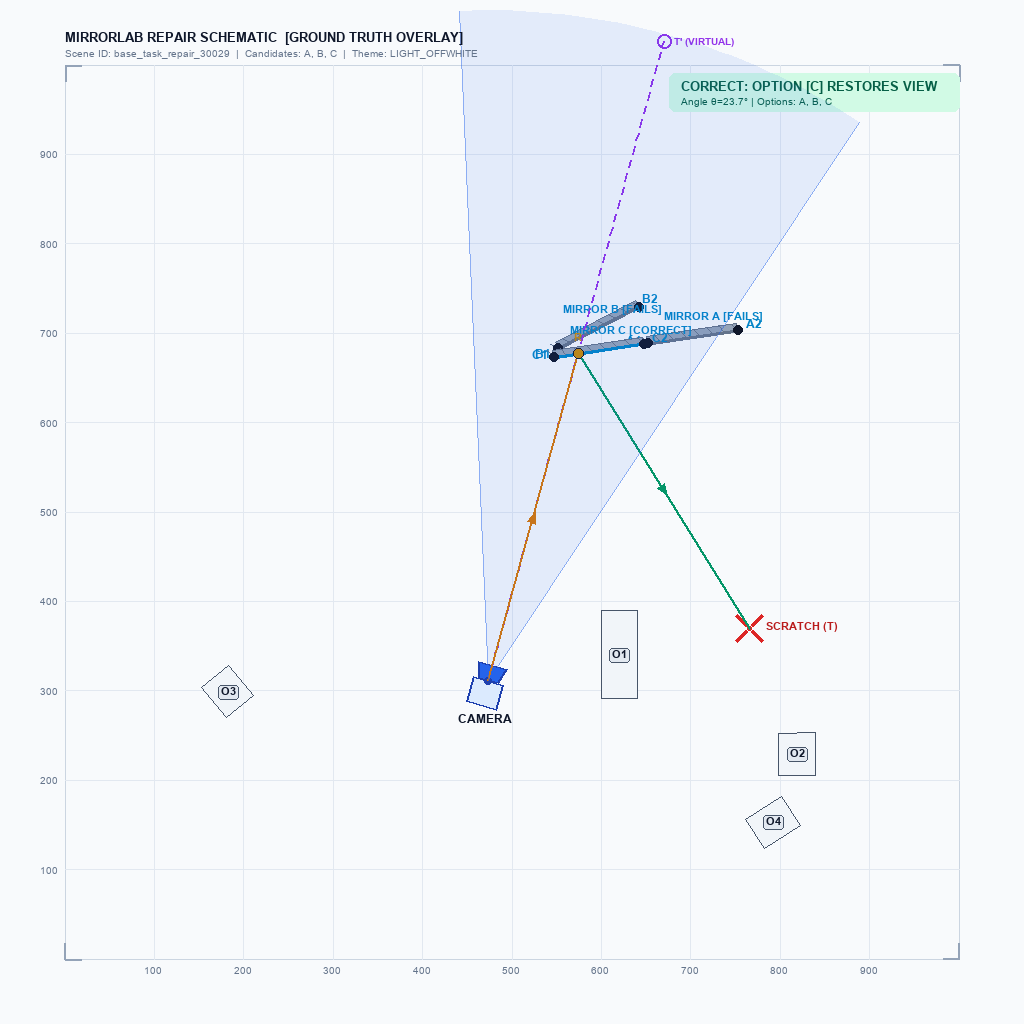 MIRRORLAB REPAIR SCHEMATIC [GROUND TRUTH OVERLAY]
Scene ID: base_task_repair_30029 | Candidates: A, B, C | Theme: LIGHT_OFFWHITE
T' (VIRTUAL)
CORRECT: OPTION [C] RESTORES VIEW
Angle θ=23.7° | Options: A, B, C
900
800
B2
MIRROR B [FAILS]
MIRROR A [FAILS]
A2
700
MIRROR C [CORRECT]
600
500
400
SCRATCH (T)
O1
300
O3
CAMERA
O2
200
O4
100
100 200 300 400 500 600 700 800 900